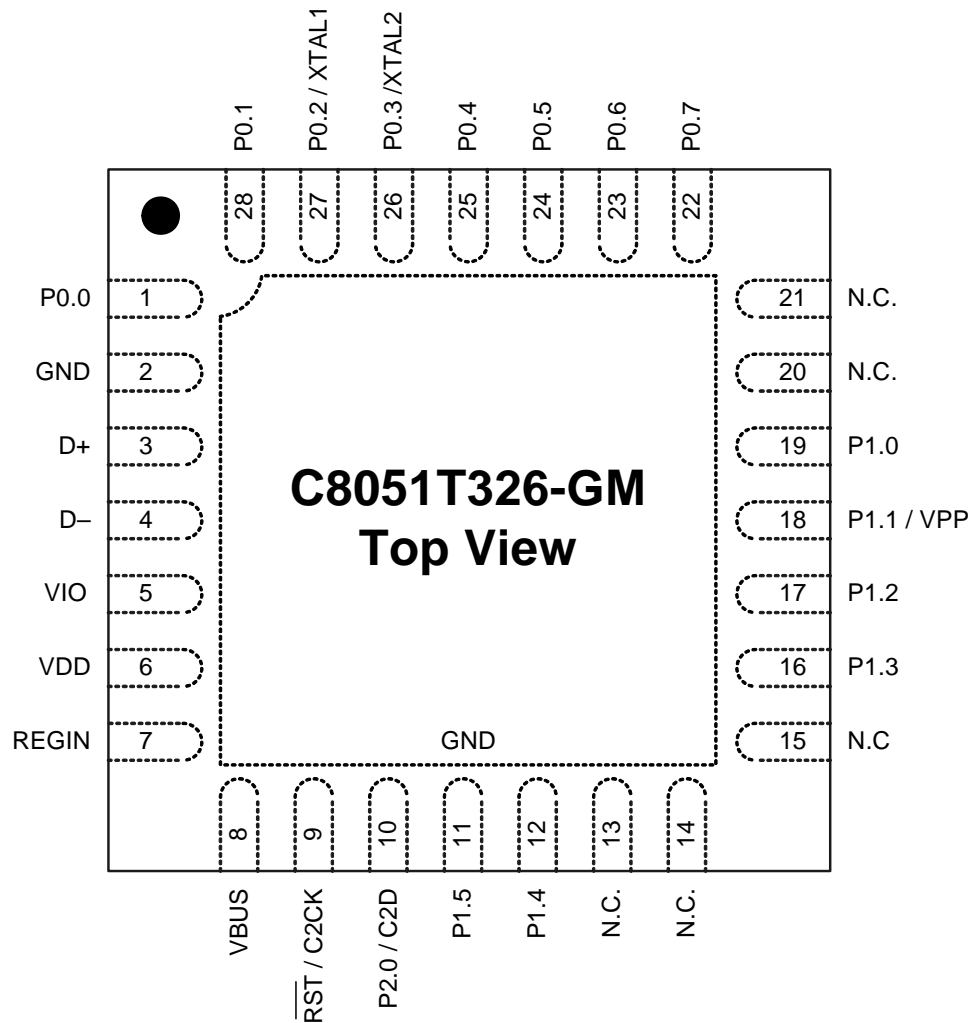 P0.1
P0.2 / XTAL1
P0.3 /XTAL2
P0.4
P0.5
P0.6
P0.7
28
27
26
25
24
23
22
P0.0 1
21 N.C.
GND 2
20 N.C.
D+ 3
19 P1.0
D– 4
18 P1.1 / VPP
VIO 5
17 P1.2
VDD 6
16 P1.3
REGIN 7
15 N.C
C8051T326-GM
Top View
GND
8
9
10
11
12
13
14
VBUS
R̅S̅T̅ / C2CK
P2.0 / C2D
P1.5
P1.4
N.C.
N.C.